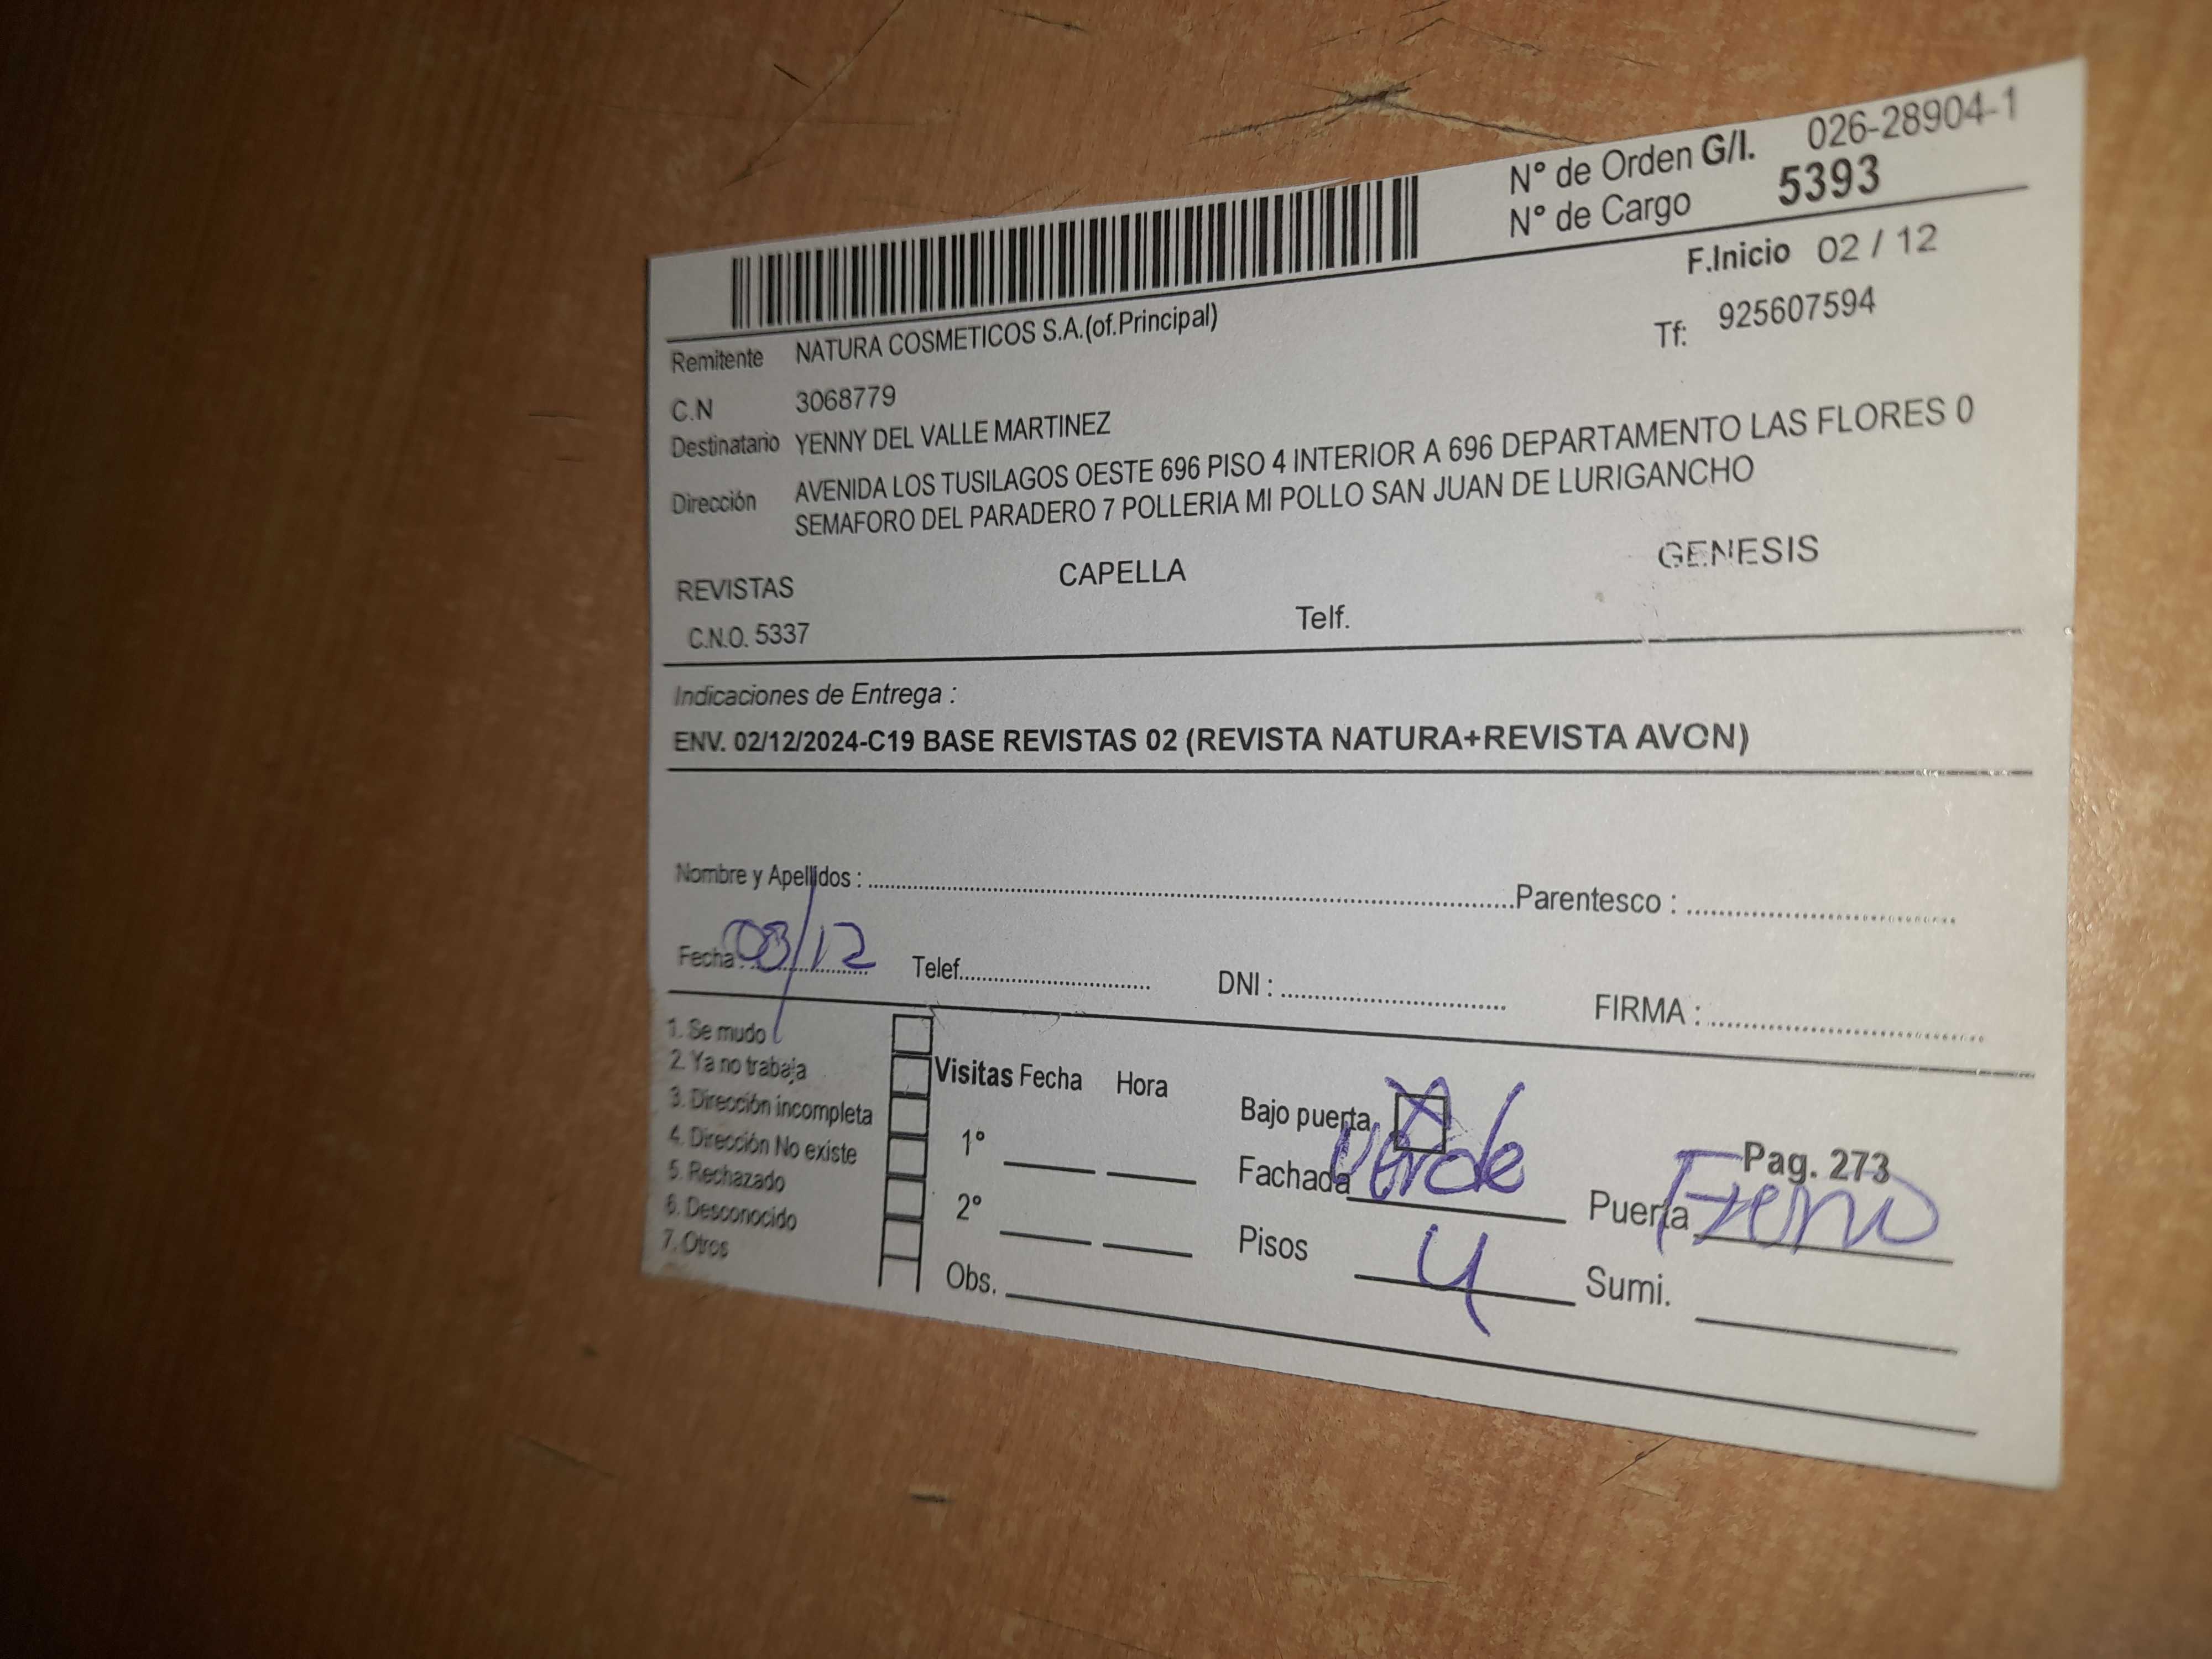 N° de Orden G/I. 026-28904-1
N° de Cargo 5393
F.Inicio 02 / 12
Remitente NATURA COSMETICOS S.A.(of.Principal)
Tf: 925607594
C.N 3068779
Destinatario YENNY DEL VALLE MARTINEZ
Dirección AVENIDA LOS TUSILAGOS OESTE 696 PISO 4 INTERIOR A 696 DEPARTAMENTO LAS FLORES 0
SEMAFORO DEL PARADERO 7 POLLERIA MI POLLO SAN JUAN DE LURIGANCHO
REVISTAS CAPELLA GENESIS
C.N.O. 5337 Telf.
Indicaciones de Entrega :
ENV. 02/12/2024-C19 BASE REVISTAS 02 (REVISTA NATURA+REVISTA AVON)
Nombre y Apellidos : Parentesco :
Fecha : 03/12 Telef. DNI : FIRMA :
1. Se mudo
2. Ya no trabaja
3. Dirección incompleta
4. Dirección No existe
5. Rechazado
6. Desconocido
7. Otros
Visitas Fecha Hora
1°
2°
Obs.
Bajo puerta X
Fachada Verde
Pisos 4
Pag. 273
Puerta Fierro
Sumi.